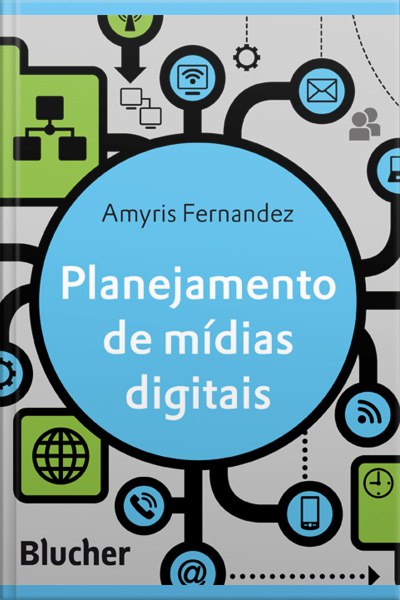 Amyris Fernandez
Planejamento
de mídias
digitais
@
Blucher